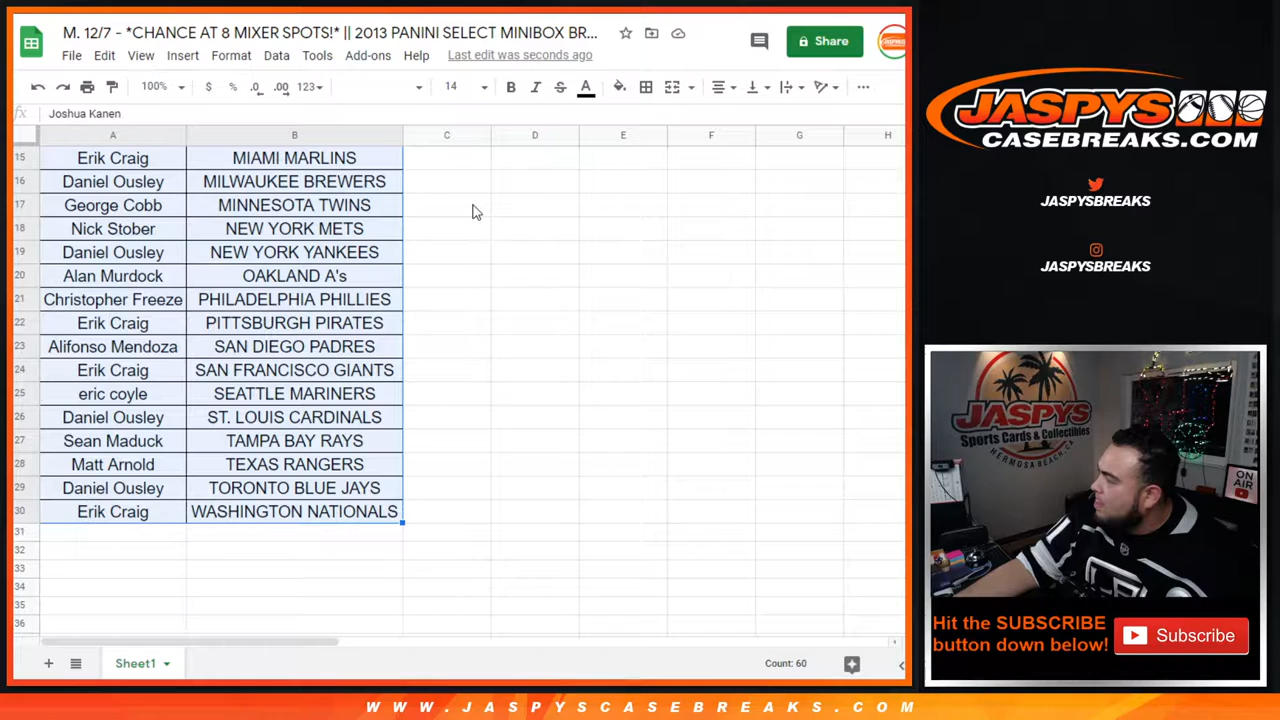 M. 12/7 - *CHANCE AT 8 MIXER SPOTS!* || 2013 PANINI SELECT MINIBOX BR...
File Edit View Insert Format Data Tools Add-ons Help Last edit was seconds ago
Share
100% $ % .0 .00 123 14 B I S A
fx Joshua Kanen
A B C D E F G H
15 Erik Craig MIAMI MARLINS
16 Daniel Ousley MILWAUKEE BREWERS
17 George Cobb MINNESOTA TWINS
18 Nick Stober NEW YORK METS
19 Daniel Ousley NEW YORK YANKEES
20 Alan Murdock OAKLAND A's
21 Christopher Freeze PHILADELPHIA PHILLIES
22 Erik Craig PITTSBURGH PIRATES
23 Alifonso Mendoza SAN DIEGO PADRES
24 Erik Craig SAN FRANCISCO GIANTS
25 eric coyle SEATTLE MARINERS
26 Daniel Ousley ST. LOUIS CARDINALS
27 Sean Maduck TAMPA BAY RAYS
28 Matt Arnold TEXAS RANGERS
29 Daniel Ousley TORONTO BLUE JAYS
30 Erik Craig WASHINGTON NATIONALS
31
32
33
34
35
36
Sheet1
Count: 60
JASPYS
CASEBREAKS.COM
JASPYSBREAKS
JASPYSBREAKS
JASPYS
Sports Cards & Collectibles
HERMOSA BEACH, CA
ON AIR
Hit the SUBSCRIBE
button down below!
Subscribe
WWW.JASPYSCASEBREAKS.COM